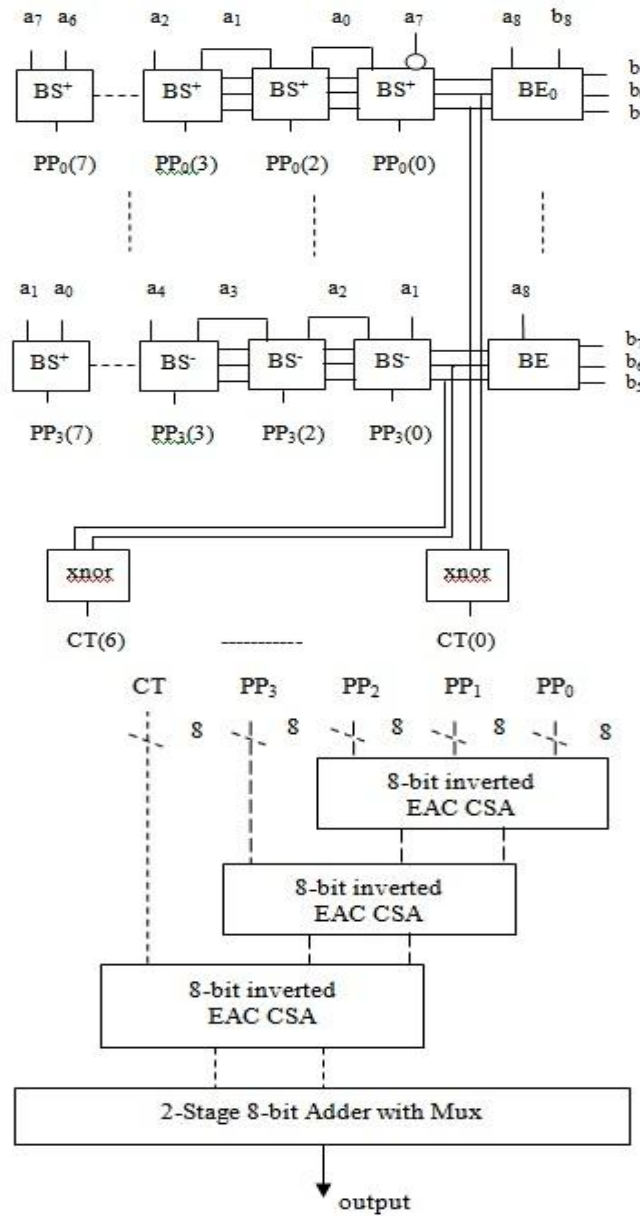 a₇ a₆ a₂ a₁ a₀ a₇ a₈ b₈
BS⁺ BS⁺ BS⁺ BS⁺ BE₀ b
b
b
PP₀(7) PP₀(3) PP₀(2) PP₀(0)
a₁ a₀ a₄ a₃ a₂ a₁ a₈
BS⁺ BS⁻ BS⁻ BS⁻ BE b₇
b₆
b₅
PP₃(7) PP₃(3) PP₃(2) PP₃(0)
xnor xnor
CT(6) CT(0)
CT PP₃ PP₂ PP₁ PP₀
8 8 8 8 8
8-bit inverted
EAC CSA
8-bit inverted
EAC CSA
8-bit inverted
EAC CSA
2-Stage 8-bit Adder with Mux
output